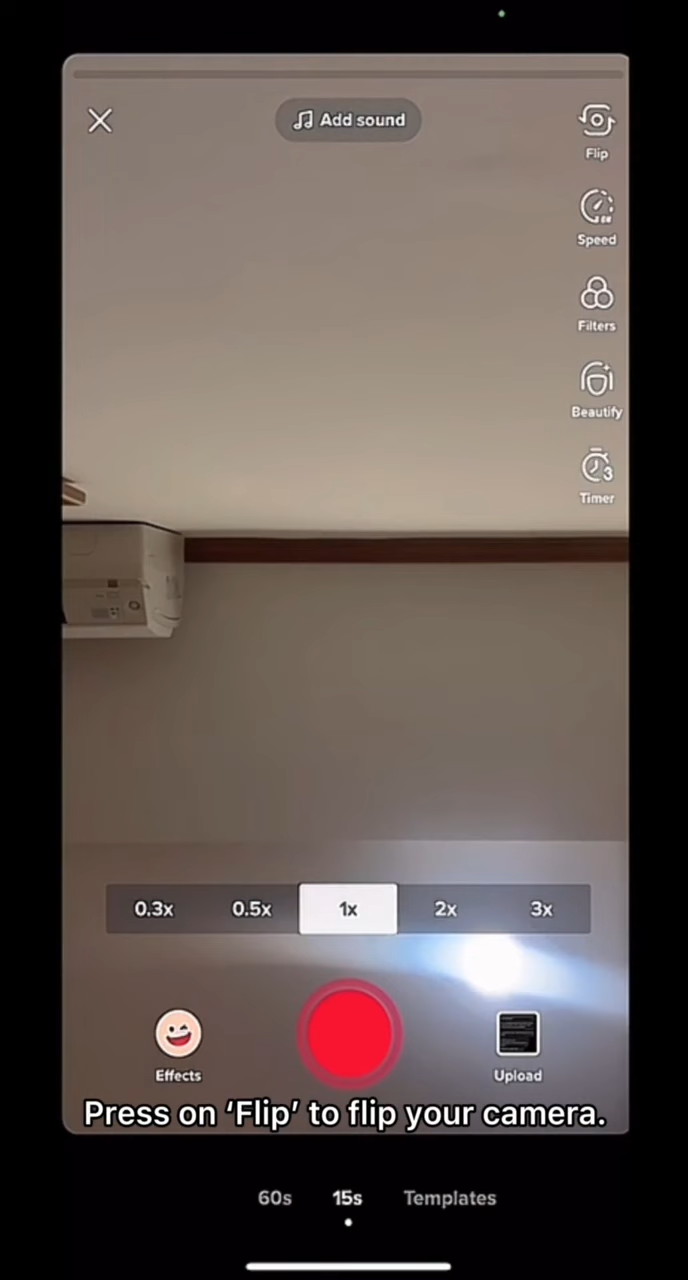 Add sound
Flip
Speed
Filters
Beautify
3
Timer
0.3x 0.5x 1x 2x 3x
Effects
Upload
Press on ‘Flip’ to flip your camera.
60s 15s Templates